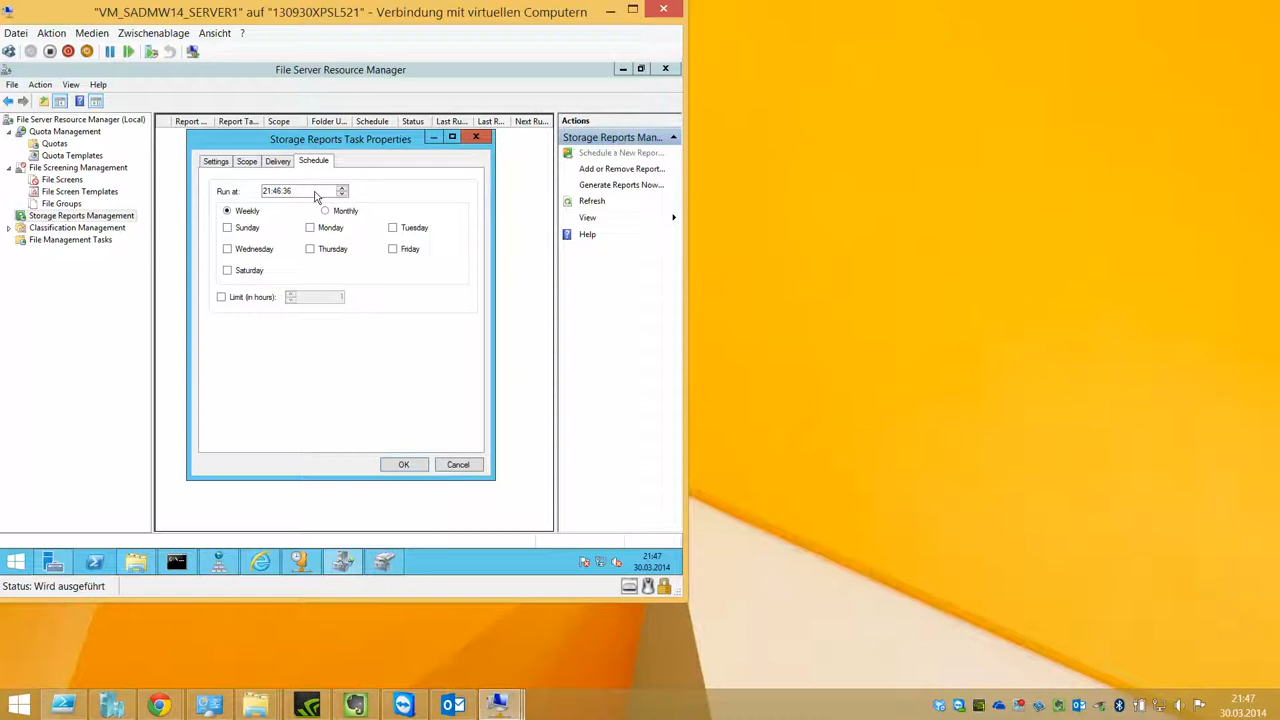 "VM_SADMW14_SERVER1" auf "130930XPSL521" - Verbindung mit virtuellen Computern
Datei Aktion Medien Zwischenablage Ansicht ?
File Server Resource Manager
File Action View Help
File Server Resource Manager (Local)
Quota Management
Quotas
Quota Templates
File Screening Management
File Screens
File Screen Templates
File Groups
Storage Reports Management
Classification Management
File Management Tasks
Report ... Report Ta... Scope Folder U... Schedule Status Last Ru... Last R... Next Ru...
Storage Reports Task Properties
Settings Scope Delivery Schedule
Run at: 21:46:36
Weekly Monthly
Sunday Monday Tuesday
Wednesday Thursday Friday
Saturday
Limit (in hours): 1
OK Cancel
Actions
Storage Reports Man...
Schedule a New Repor...
Add or Remove Report...
Generate Reports Now...
Refresh
View
Help
21:47
30.03.2014
Status: Wird ausgeführt
21:47
30.03.2014